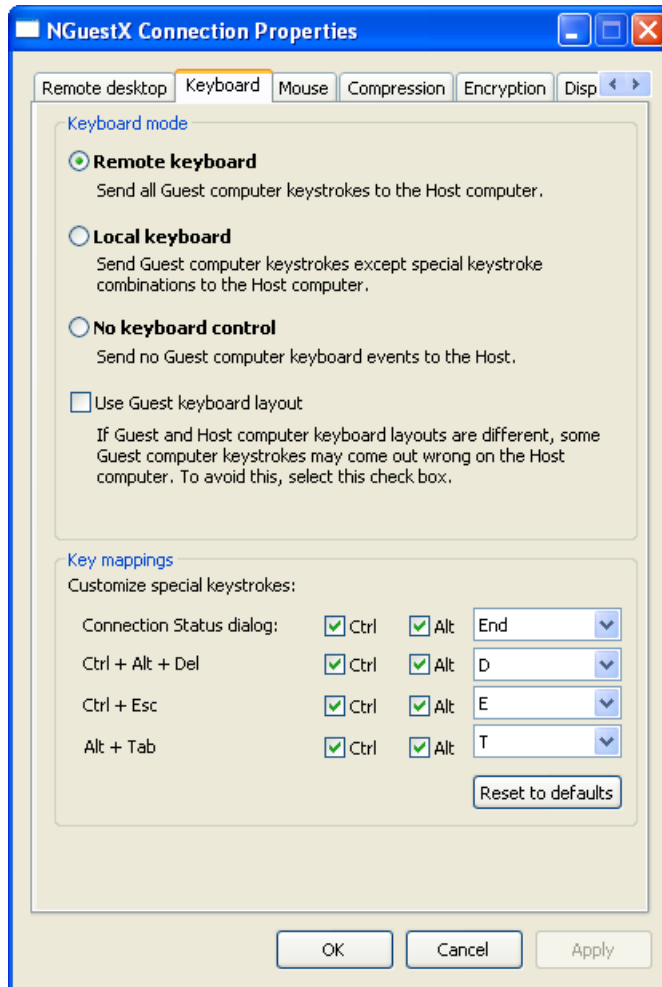 NGuestX Connection Properties
Remote desktop Keyboard Mouse Compression Encryption Disp
Keyboard mode
Remote keyboard
Send all Guest computer keystrokes to the Host computer.
Local keyboard
Send Guest computer keystrokes except special keystroke
combinations to the Host computer.
No keyboard control
Send no Guest computer keyboard events to the Host.
Use Guest keyboard layout
If Guest and Host computer keyboard layouts are different, some
Guest computer keystrokes may come out wrong on the Host
computer. To avoid this, select this check box.
Key mappings
Customize special keystrokes:
Connection Status dialog: Ctrl Alt End
Ctrl + Alt + Del Ctrl Alt D
Ctrl + Esc Ctrl Alt E
Alt + Tab Ctrl Alt T
Reset to defaults
OK Cancel Apply